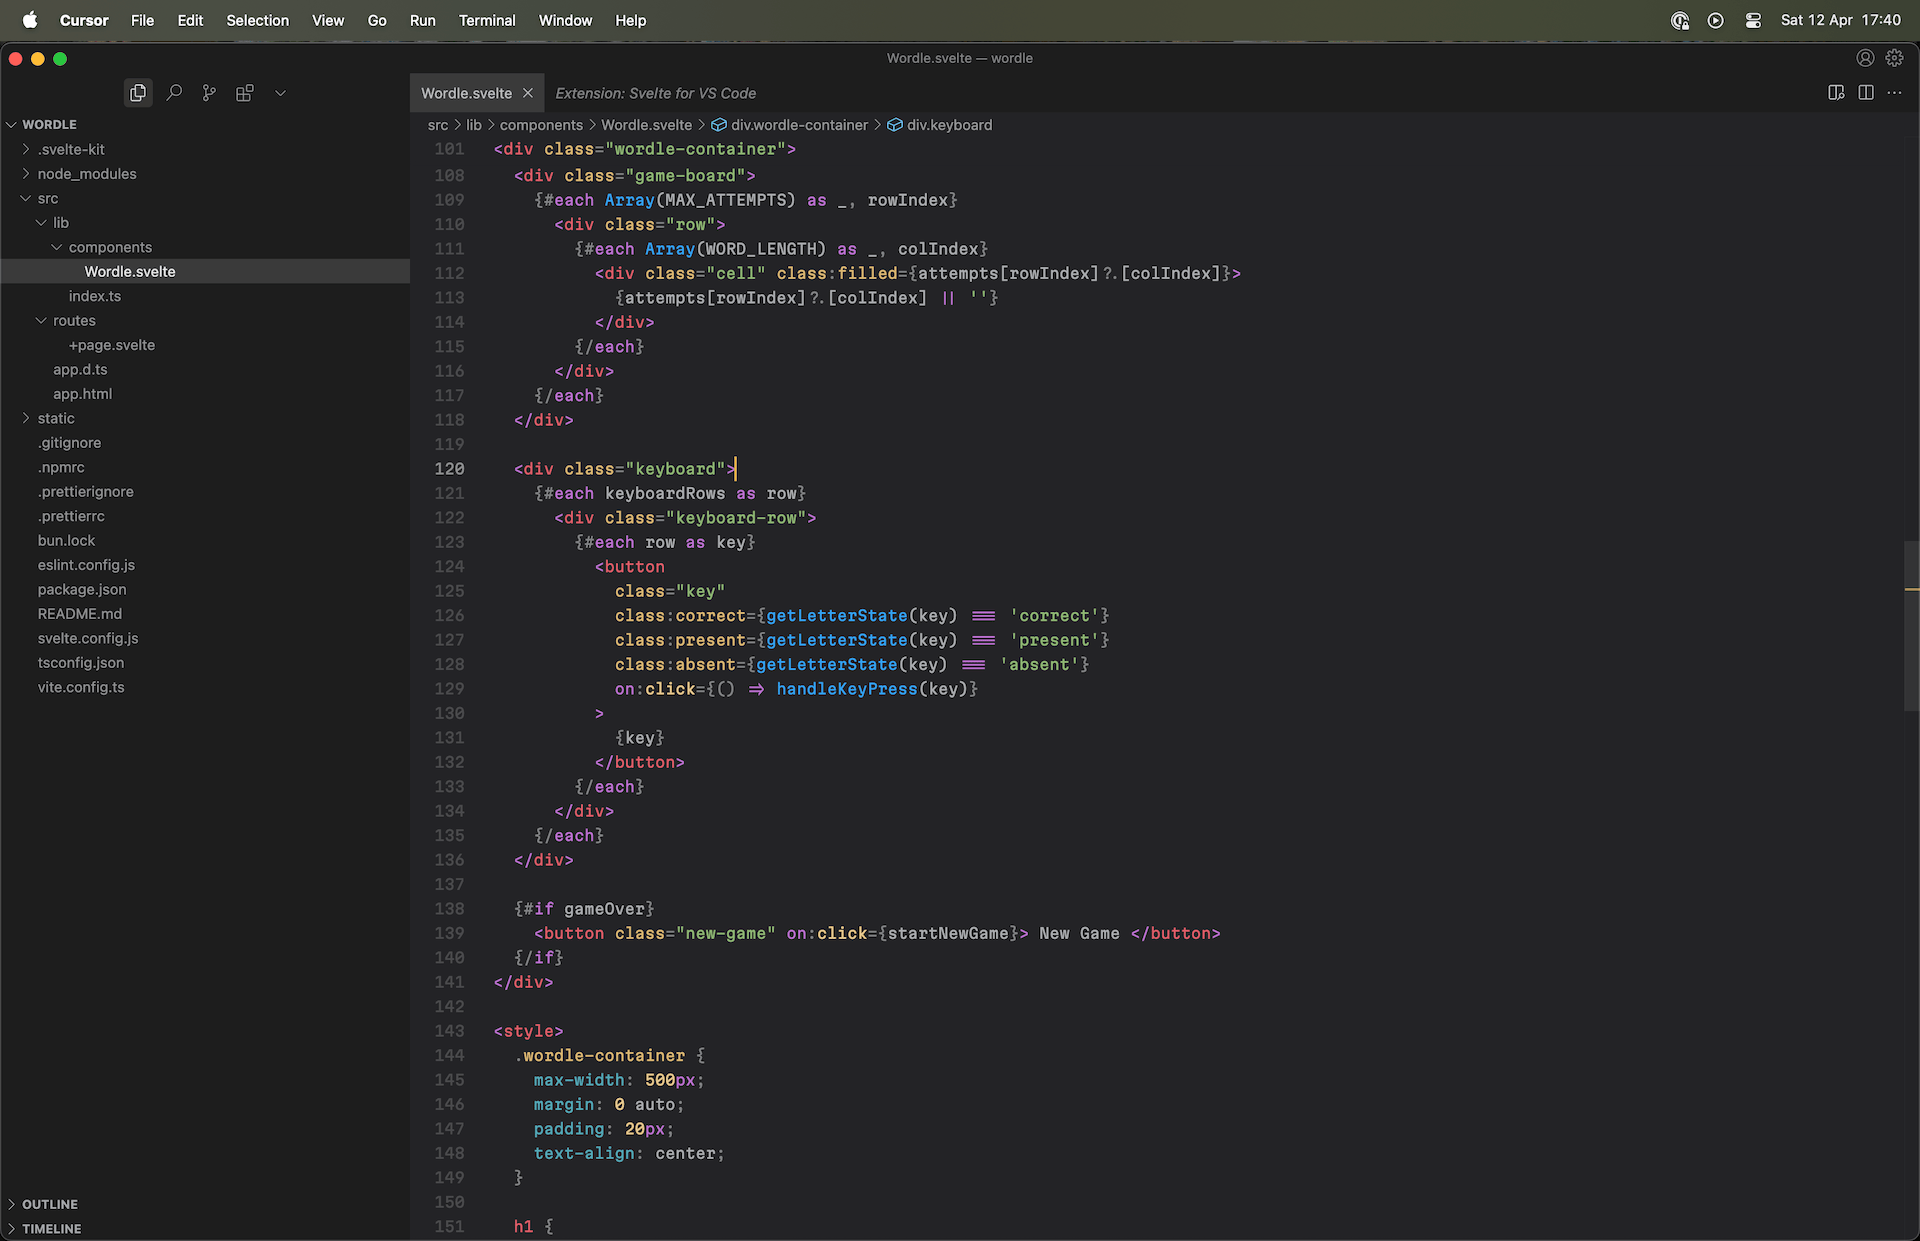 Cursor File Edit Selection View Go Run Terminal Window Help Sat 12 Apr 17:40
Wordle.svelte — wordle
Wordle.svelte Extension: Svelte for VS Code
src > lib > components > Wordle.svelte > div.wordle-container > div.keyboard
WORDLE
.svelte-kit
node_modules
src
lib
components
Wordle.svelte
index.ts
routes
+page.svelte
app.d.ts
app.html
static
.gitignore
.npmrc
.prettierignore
.prettierrc
bun.lock
eslint.config.js
package.json
README.md
svelte.config.js
tsconfig.json
vite.config.ts
OUTLINE
TIMELINE
101 <div class="wordle-container">
108 <div class="game-board">
109 {#each Array(MAX_ATTEMPTS) as _, rowIndex}
110 <div class="row">
111 {#each Array(WORD_LENGTH) as _, colIndex}
112 <div class="cell" class:filled={attempts[rowIndex]?.[colIndex]}>
113 {attempts[rowIndex]?.[colIndex] || ''}
114 </div>
115 {/each}
116 </div>
117 {/each}
118 </div>
119
120 <div class="keyboard">
121 {#each keyboardRows as row}
122 <div class="keyboard-row">
123 {#each row as key}
124 <button
125 class="key"
126 class:correct={getLetterState(key) === 'correct'}
127 class:present={getLetterState(key) === 'present'}
128 class:absent={getLetterState(key) === 'absent'}
129 on:click={() => handleKeyPress(key)}
130 >
131 {key}
132 </button>
133 {/each}
134 </div>
135 {/each}
136 </div>
137
138 {#if gameOver}
139 <button class="new-game" on:click={startNewGame}> New Game </button>
140 {/if}
141 </div>
142
143 <style>
144 .wordle-container {
145 max-width: 500px;
146 margin: 0 auto;
147 padding: 20px;
148 text-align: center;
149 }
150
151 h1 {